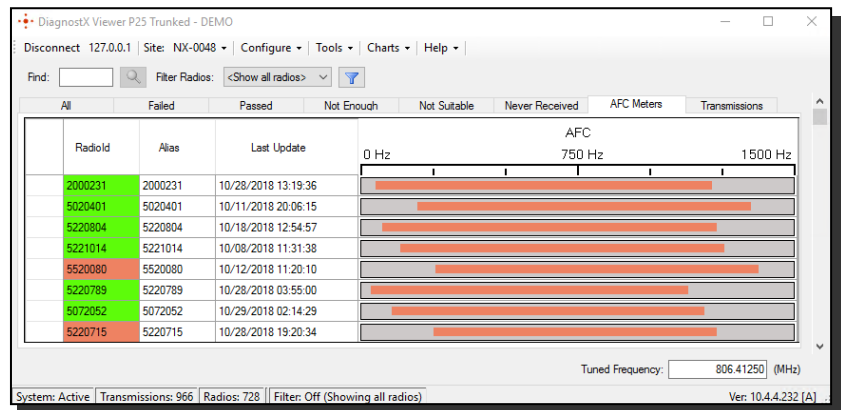 DiagnostX Viewer P25 Trunked - DEMO
Disconnect 127.0.0.1 Site: NX-0048 Configure Tools Charts Help
Find: Filter Radios: <Show all radios>
All Failed Passed Not Enough Not Suitable Never Received AFC Meters Transmissions
RadioId Alias Last Update AFC
0 Hz 750 Hz 1500 Hz
2000231 2000231 10/28/2018 13:19:36
5020401 5020401 10/11/2018 20:06:15
5220804 5220804 10/18/2018 12:54:57
5221014 5221014 10/08/2018 11:31:38
5520080 5520080 10/12/2018 11:20:10
5220789 5220789 10/28/2018 03:55:00
5072052 5072052 10/29/2018 02:14:29
5220715 5220715 10/28/2018 19:20:34
Tuned Frequency: 806.41250 (MHz)
System: Active Transmissions: 966 Radios: 728 Filter: Off (Showing all radios) Ver: 10.4.4.232 [A]